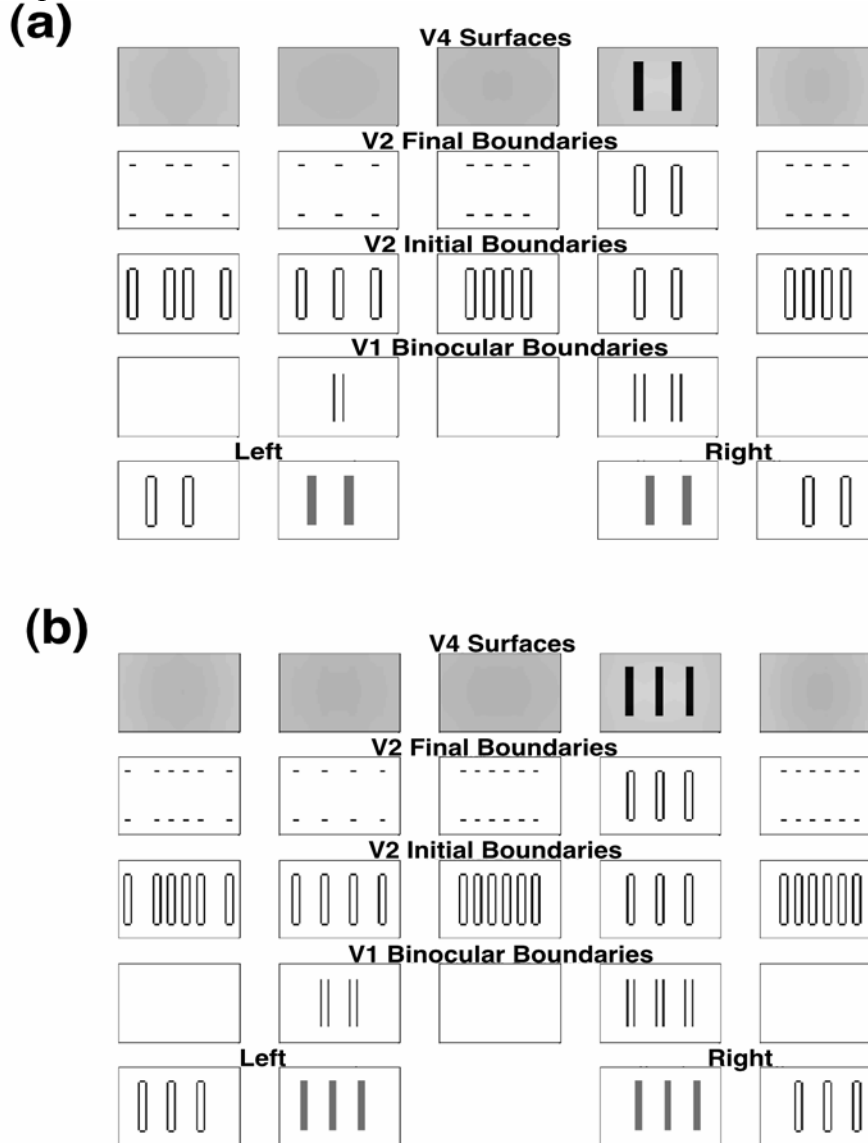 (a)
V4 Surfaces
V2 Final Boundaries
V2 Initial Boundaries
V1 Binocular Boundaries
Left Right
(b)
V4 Surfaces
V2 Final Boundaries
V2 Initial Boundaries
V1 Binocular Boundaries
Left Right